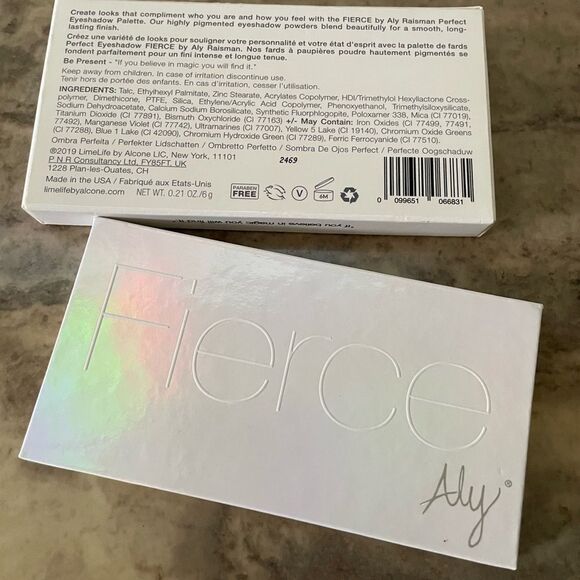 Create looks that compliment who you are and how you feel with the FIERCE by Aly Raisman Perfect
Eyeshadow Palette. Our highly pigmented eyeshadow powders blend beautifully for a smooth, long-
lasting finish.
Créez une variété de looks pour souligner votre personnalité et votre état d'esprit avec la palette de fards
Perfect Eyeshadow FIERCE by Aly Raisman. Nos fards à paupières poudre hautement pigmentés se
fondent parfaitement pour un fini intense et longue tenue.
Be Present - "If you believe in magic you will find it."
Keep away from children. In case of irritation discontinue use.
Tenir hors de portée des enfants. En cas d'irritation, cesser l'utilisation.
INGREDIENTS: Talc, Ethylhexyl Palmitate, Zinc Stearate, Acrylates Copolymer, HDI/Trimethylol Hexyllactone Cross-
polymer, Dimethicone, PTFE, Silica, Ethylene/Acrylic Acid Copolymer, Phenoxyethanol, Trimethylsiloxysilicate,
Sodium Dehydroacetate, Calcium Sodium Borosilicate, Synthetic Fluorphlogopite, Poloxamer 338, Mica (CI 77019),
Titanium Dioxide (CI 77891), Bismuth Oxychloride (CI 77163) +/- May Contain: Iron Oxides (CI 77499, 77491,
77492), Manganese Violet (CI 77742), Ultramarines (CI 77007), Yellow 5 Lake (CI 19140), Chromium Oxide Greens
(CI 77288), Blue 1 Lake (CI 42090), Chromium Hydroxide Green (CI 77289), Ferric Ferrocyanide (CI 77510).
Ombra Perfeita / Perfekter Lidschatten / Ombretto Perfetto / Sombra De Ojos Perfect / Perfecte Oogschaduw
©2019 LimeLife by Alcone LIC, New York, 11101
P N R Consultancy Ltd, FY85FT, UK
1228 Plan-les-Ouates, CH
2469
Made in the USA / Fabriqué aux Etats-Unis
limelifebyalcone.com NET WT. 0.21 OZ/6 g
PARABEN FREE
V
6M
0 099651 066831
"If you believe in magic you will find it."
Fierce
Aly®